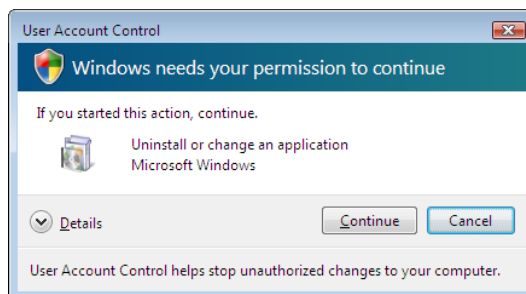 User Account Control
Windows needs your permission to continue
If you started this action, continue.
Uninstall or change an application
Microsoft Windows
Details
Continue
Cancel
User Account Control helps stop unauthorized changes to your computer.